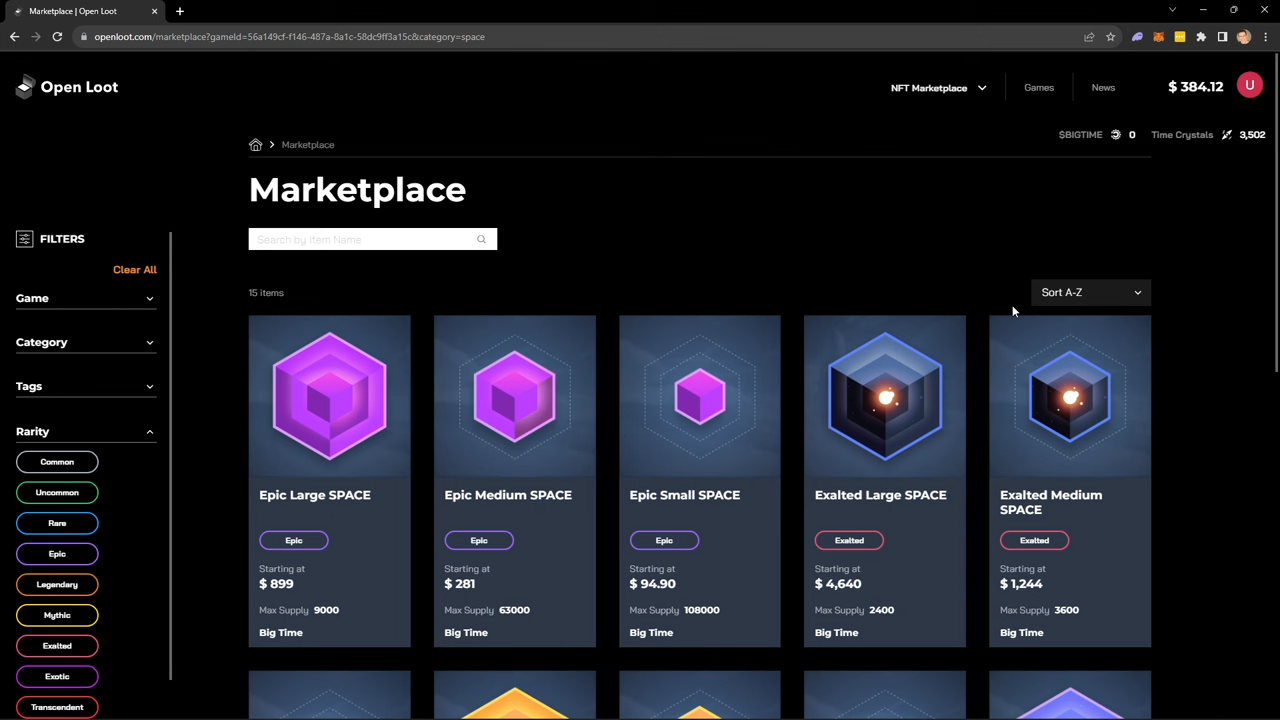 Marketplace | Open Loot
openloot.com/marketplace?gameId=56a149cf-f146-487a-8a1c-58dc9ff3a15c&category=space
Open Loot
NFT Marketplace
Games
News
$ 384.12
U
$BIGTIME 0
Time Crystals 3,502
Marketplace
Marketplace
Search by Item Name
FILTERS
Clear All
Game
Category
Tags
Rarity
Common
Uncommon
Rare
Epic
Legendary
Mythic
Exalted
Exotic
Transcendent
15 items
Sort A-Z
Epic Large SPACE
Epic
Starting at
$ 899
Max Supply 9000
Big Time
Epic Medium SPACE
Epic
Starting at
$ 281
Max Supply 63000
Big Time
Epic Small SPACE
Epic
Starting at
$ 94.90
Max Supply 108000
Big Time
Exalted Large SPACE
Exalted
Starting at
$ 4,640
Max Supply 2400
Big Time
Exalted Medium
SPACE
Exalted
Starting at
$ 1,244
Max Supply 3600
Big Time